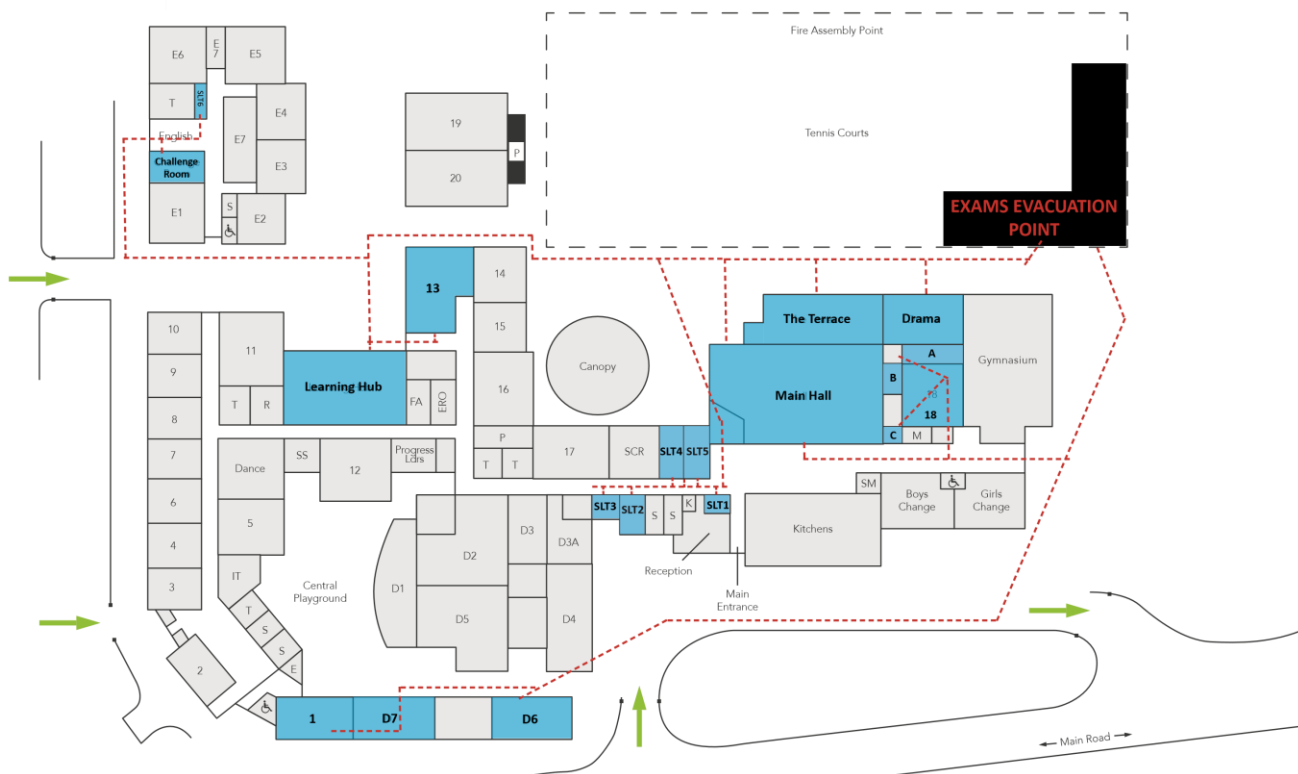 Fire Assembly Point
E6
E
7
E5
T
SLT6
E4
English
E7
Challenge
Room
E3
E1
S
E2
19
P
20
Tennis Courts
EXAMS EVACUATION
POINT
13
14
15
16
The Terrace
Drama
A
B
18
18
C
M
Gymnasium
Main Hall
Canopy
10
9
8
7
6
4
3
11
T
R
Learning Hub
FA
ERO
P
T
T
17
SCR
SLT4
SLT5
Dance
SS
12
Progress
Ldrs
5
IT
T
S
S
E
2
Central
Playground
D1
D2
D3
D3A
D5
D4
SLT3
SLT2
S
S
K
SLT1
Reception
Main
Entrance
Kitchens
SM
Boys
Change
Girls
Change
1
D7
D6
Main Road